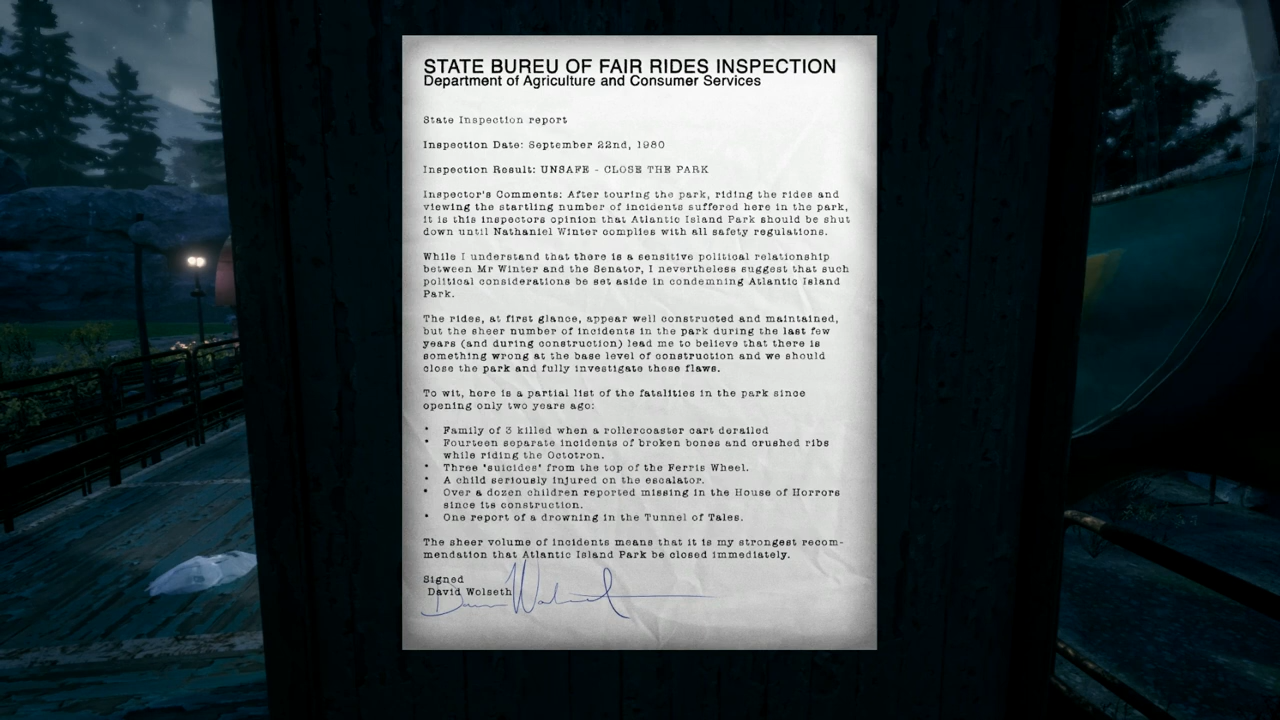 STATE BUREU OF FAIR RIDES INSPECTION
Department of Agriculture and Consumer Services
State Inspection report
Inspection Date: September 22nd, 1980
Inspection Result: UNSAFE - CLOSE THE PARK
Inspector's Comments: After touring the park, riding the rides and
viewing the startling number of incidents suffered here in the park,
it is this inspectors opinion that Atlantic Island Park should be shut
down until Nathaniel Winter complies with all safety regulations.
While I understand that there is a sensitive political relationship
between Mr Winter and the Senator, I nevertheless suggest that such
political considerations be set aside in condemning Atlantic Island
Park.
The rides, at first glance, appear well constructed and maintained,
but the sheer number of incidents in the park during the last few
years (and during construction) lead me to believe that there is
something wrong at the base level of construction and we should
close the park and fully investigate these flaws.
To wit, here is a partial list of the fatalities in the park since
opening only two years ago:
* Family of 3 killed when a rollercoaster cart derailed
* Fourteen separate incidents of broken bones and crushed ribs
while riding the Octotron.
* Three 'suicides' from the top of the Ferris Wheel.
* A child seriously injured on the escalator.
* Over a dozen children reported missing in the House of Horrors
since its construction.
* One report of a drowning in the Tunnel of Tales.
The sheer volume of incidents means that it is my strongest recom-
mendation that Atlantic Island Park be closed immediately.
Signed
David Wolseth